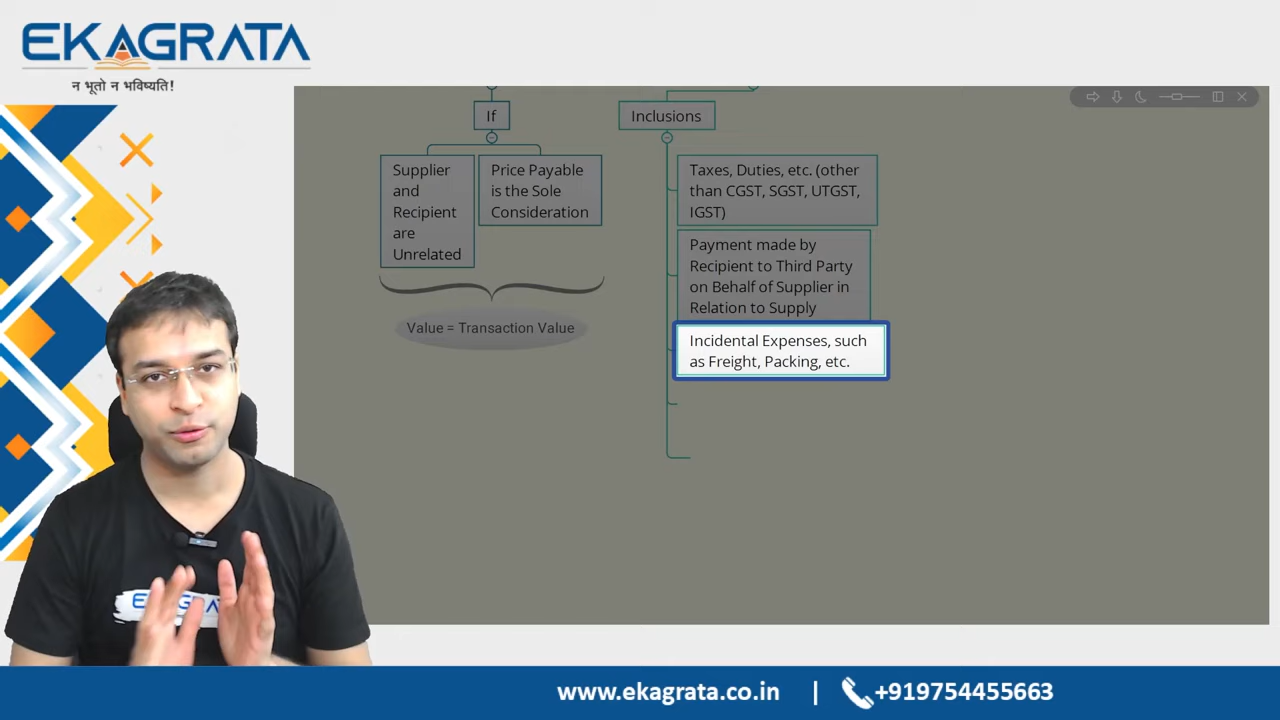 EKAGRATA
न भूतो न भविष्यति!
If
Inclusions
Supplier
and
Recipient
are
Unrelated
Price Payable
is the Sole
Consideration
Value = Transaction Value
Taxes, Duties, etc. (other
than CGST, SGST, UTGST,
IGST)
Payment made by
Recipient to Third Party
on Behalf of Supplier in
Relation to Supply
Incidental Expenses, such
as Freight, Packing, etc.
www.ekagrata.co.in | +919754455663